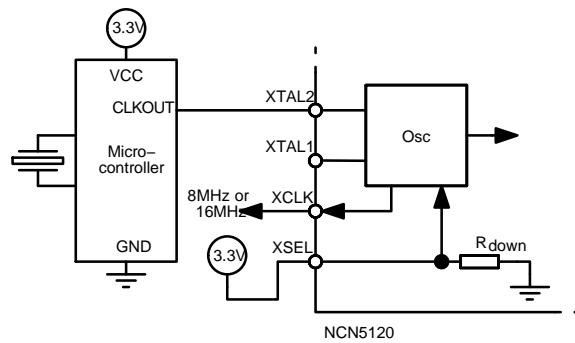 3.3V
VCC
CLKOUT
Micro−
controller
GND
XTAL2
XTAL1
8MHz or
16MHz
XCLK
XSEL
3.3V
Osc
Rdown
NCN5120